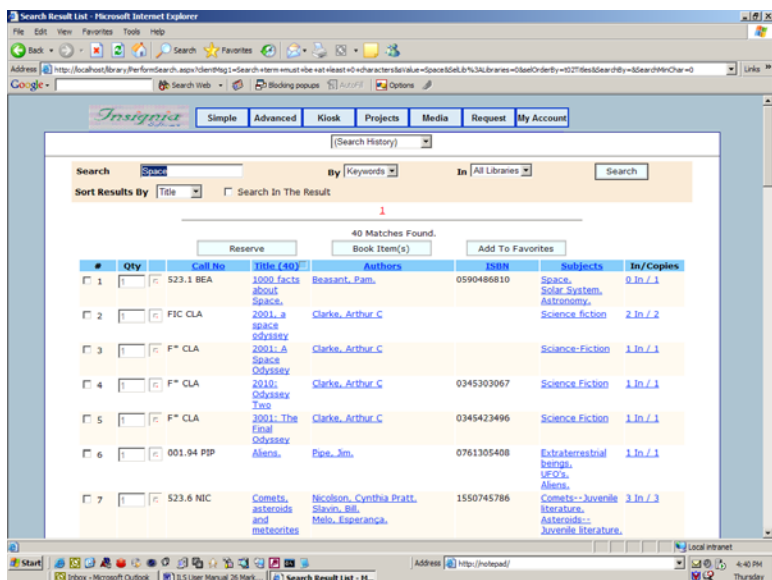 Search Result List - Microsoft Internet Explorer
File Edit View Favorites Tools Help
Back Search Favorites
Address http://localhost/library/PerformSearch.aspx?clientMsg1=Search+term+must+be+at+least+0+characters&sValue=Space&SelLib%3ALibraries=0&selOrderBy=t02Titles&SearchBy=&SearchMinChar=0 Links
Google Search Web Blocking popups AutoFill Options
Insignia Simple Advanced Kiosk Projects Media Request My Account
(Search History)
Search Space By Keywords In All Libraries Search
Sort Results By Title Search In The Result
1
40 Matches Found.
Reserve Book Item(s) Add To Favorites
# Qty Call No Title (40) Authors ISBN Subjects In/Copies
1 1 523.1 BEA 1000 facts about Space. Beasant, Pam. 0590486810 Space. Solar System. Astronomy. 0 In / 1
2 1 FIC CLA 2001, a space odyssey Clarke, Arthur C Science fiction 2 In / 2
3 1 F* CLA 2001: A Space Odyssey Clarke, Arthur C Sciance-Fiction 1 In / 1
4 1 F* CLA 2010: Odyssey Two Clarke, Arthur C 0345303067 Science Fiction 1 In / 1
5 1 F* CLA 3001: The Final Odyssey Clarke, Arthur C 0345423496 Science Fiction 1 In / 1
6 1 001.94 PIP Aliens. Pipe, Jim. 0761305408 Extraterrestrial beings. UFO's. Aliens. 1 In / 1
7 1 523.6 NIC Comets, asteroids and meteorites Nicolson, Cynthia Pratt. Slavin, Bill. Melo, Esperança. 1550745786 Comets--Juvenile literature. Asteroids--Juvenile literature. 3 In / 3
Local intranet
Start Address http://notepad/ 4:40 PM
Inbox - Microsoft Outlook ILS User Manual 26 Mark... Search Result List - M... Thursday